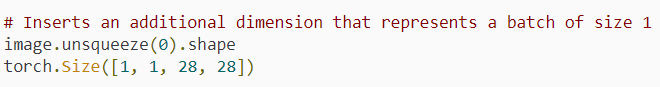 # Inserts an additional dimension that represents a batch of size 1
image.unsqueeze(0).shape
torch.Size([1, 1, 28, 28])